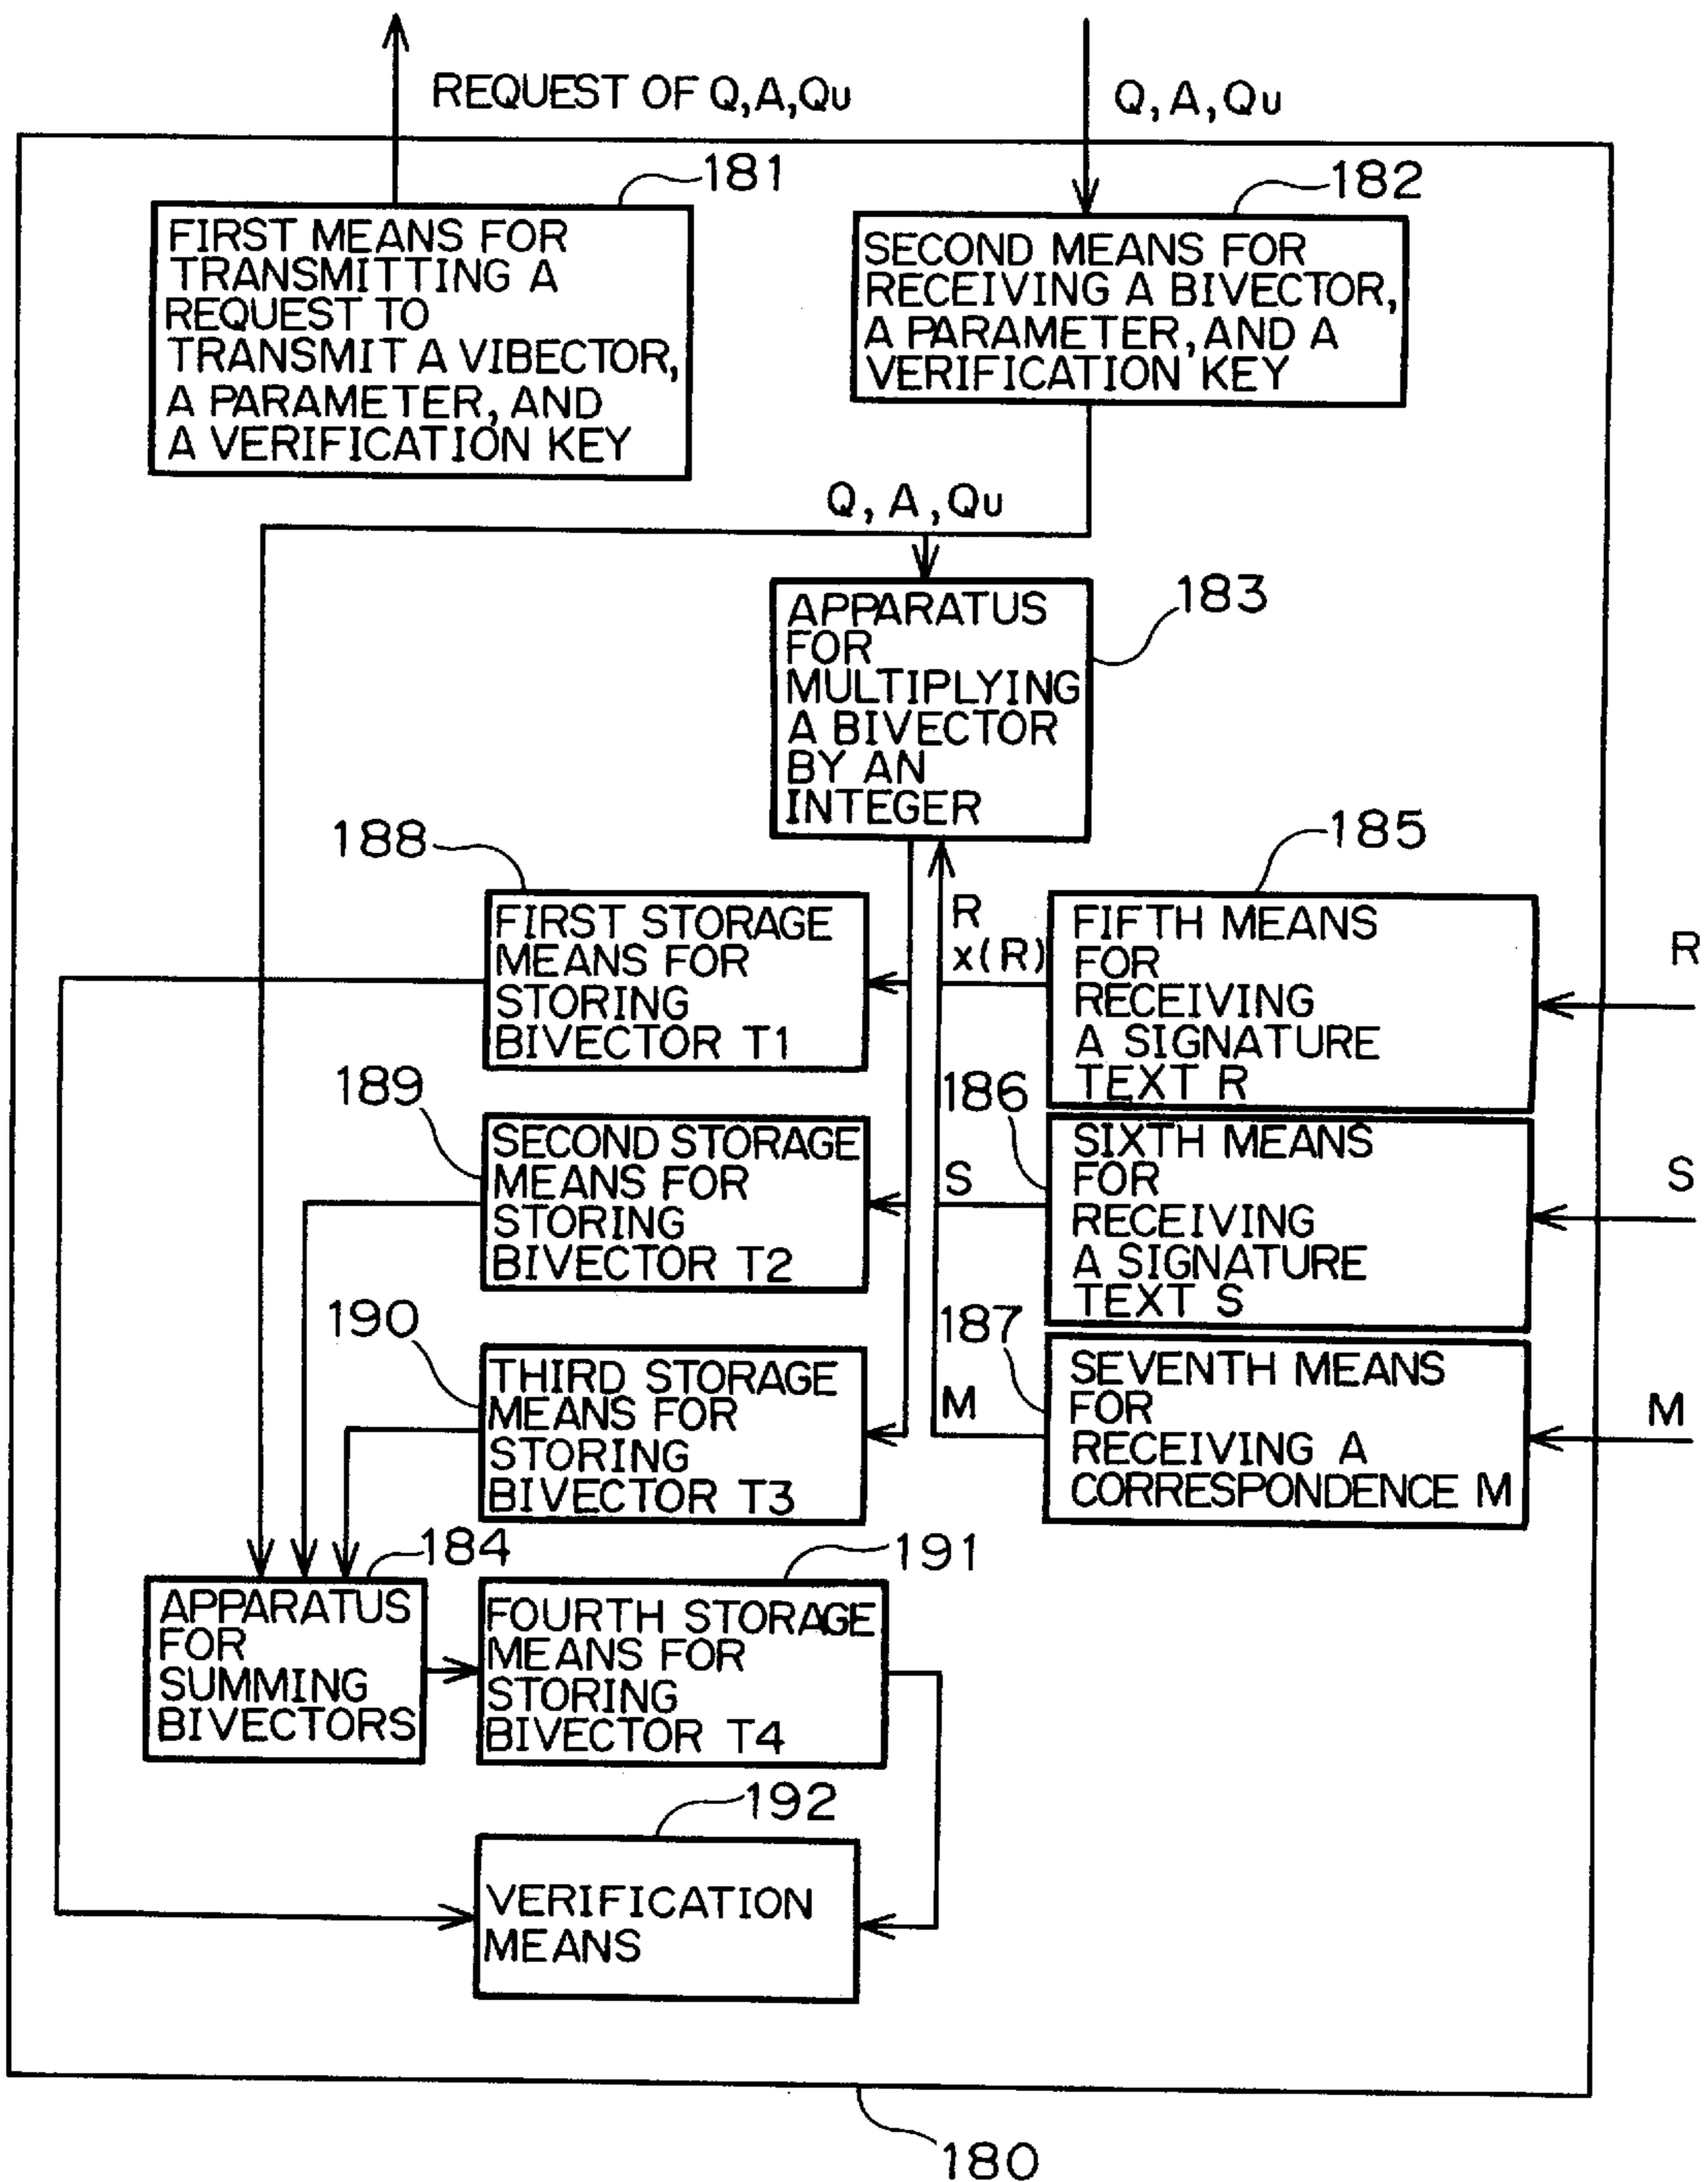 REQUEST OF Q,A,Qu
Q, A, Qu
181
182
FIRST MEANS FOR
TRANSMITTING A
REQUEST TO
TRANSMIT A VIBECTOR,
A PARAMETER, AND
A VERIFICATION KEY
SECOND MEANS FOR
RECEIVING A BIVECTOR,
A PARAMETER, AND A
VERIFICATION KEY
Q, A, Qu
183
APPARATUS
FOR
MULTIPLYING
A BIVECTOR
BY AN
INTEGER
188
185
FIRST STORAGE
MEANS FOR
STORING
BIVECTOR T1
R
x(R)
FIFTH MEANS
FOR
RECEIVING
A SIGNATURE
TEXT R
R
189
186
SECOND STORAGE
MEANS FOR
STORING
BIVECTOR T2
S
SIXTH MEANS
FOR
RECEIVING
A SIGNATURE
TEXT S
S
190
187
THIRD STORAGE
MEANS FOR
STORING
BIVECTOR T3
M
SEVENTH MEANS
FOR
RECEIVING A
CORRESPONDENCE M
M
184
191
APPARATUS
FOR
SUMMING
BIVECTORS
FOURTH STORAGE
MEANS FOR
STORING
BIVECTOR T4
192
VERIFICATION
MEANS
180